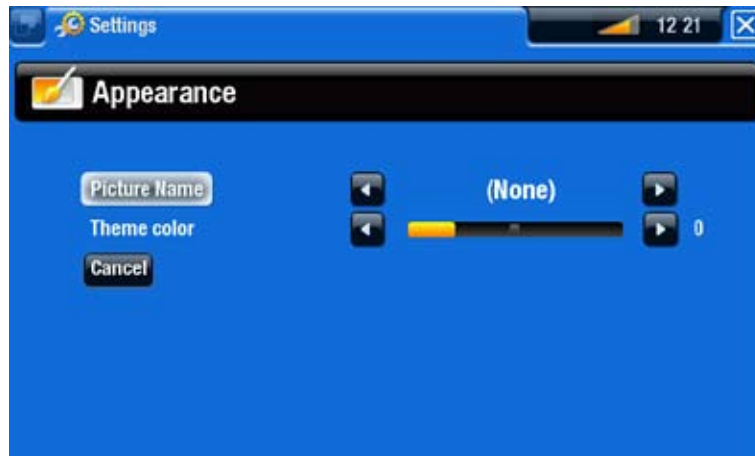 Settings 12 21
Appearance
Picture Name (None)
Theme color 0
Cancel